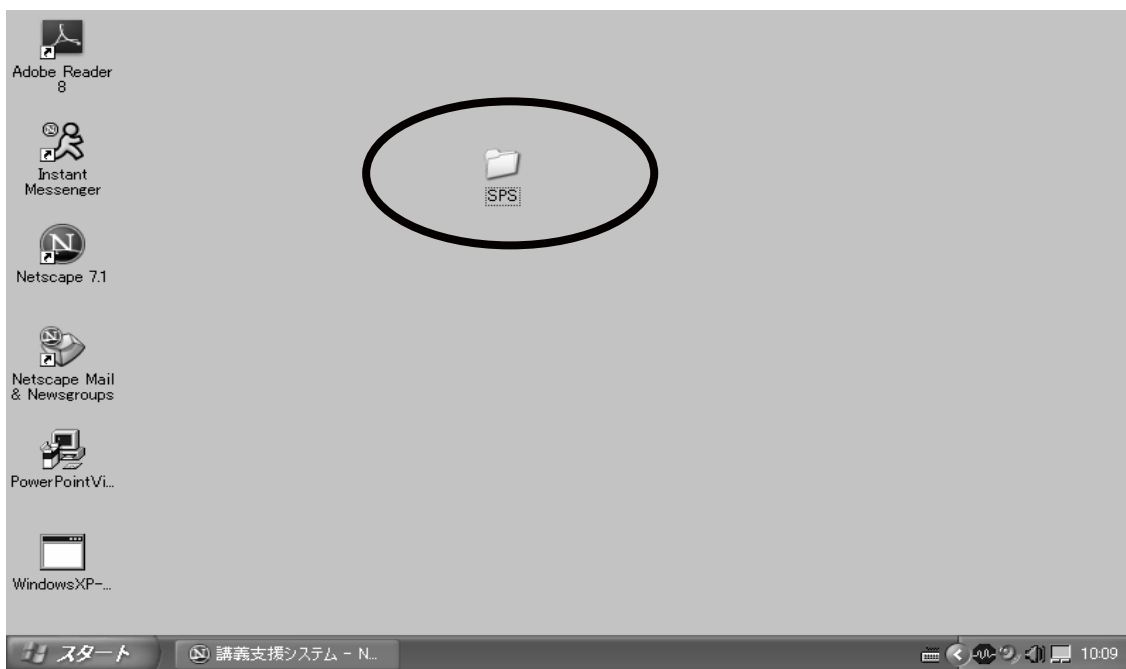 Adobe Reader
8
Instant
Messenger
SPS
Netscape 7.1
Netscape Mail
& Newsgroups
PowerPointVi...
WindowsXP-...
スタート
講義支援システム - N...
10:09